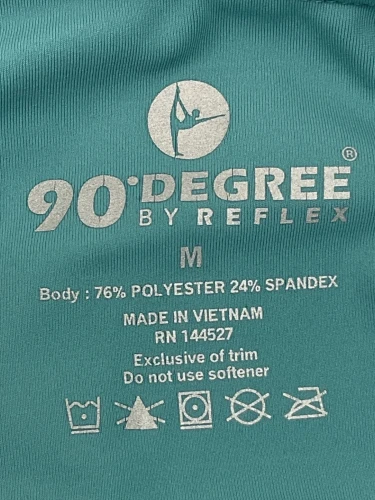 90° DEGREE ®
BY REFLEX
M
Body : 76% POLYESTER 24% SPANDEX
MADE IN VIETNAM
RN 144527
Exclusive of trim
Do not use softener